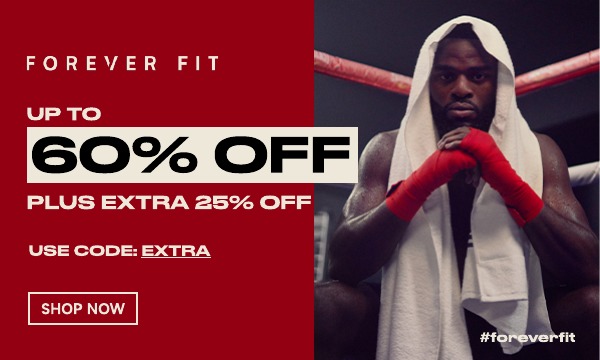 FOREVER FIT
UP TO
60% OFF
PLUS EXTRA 25% OFF
USE CODE: EXTRA
SHOP NOW
#foreverfit